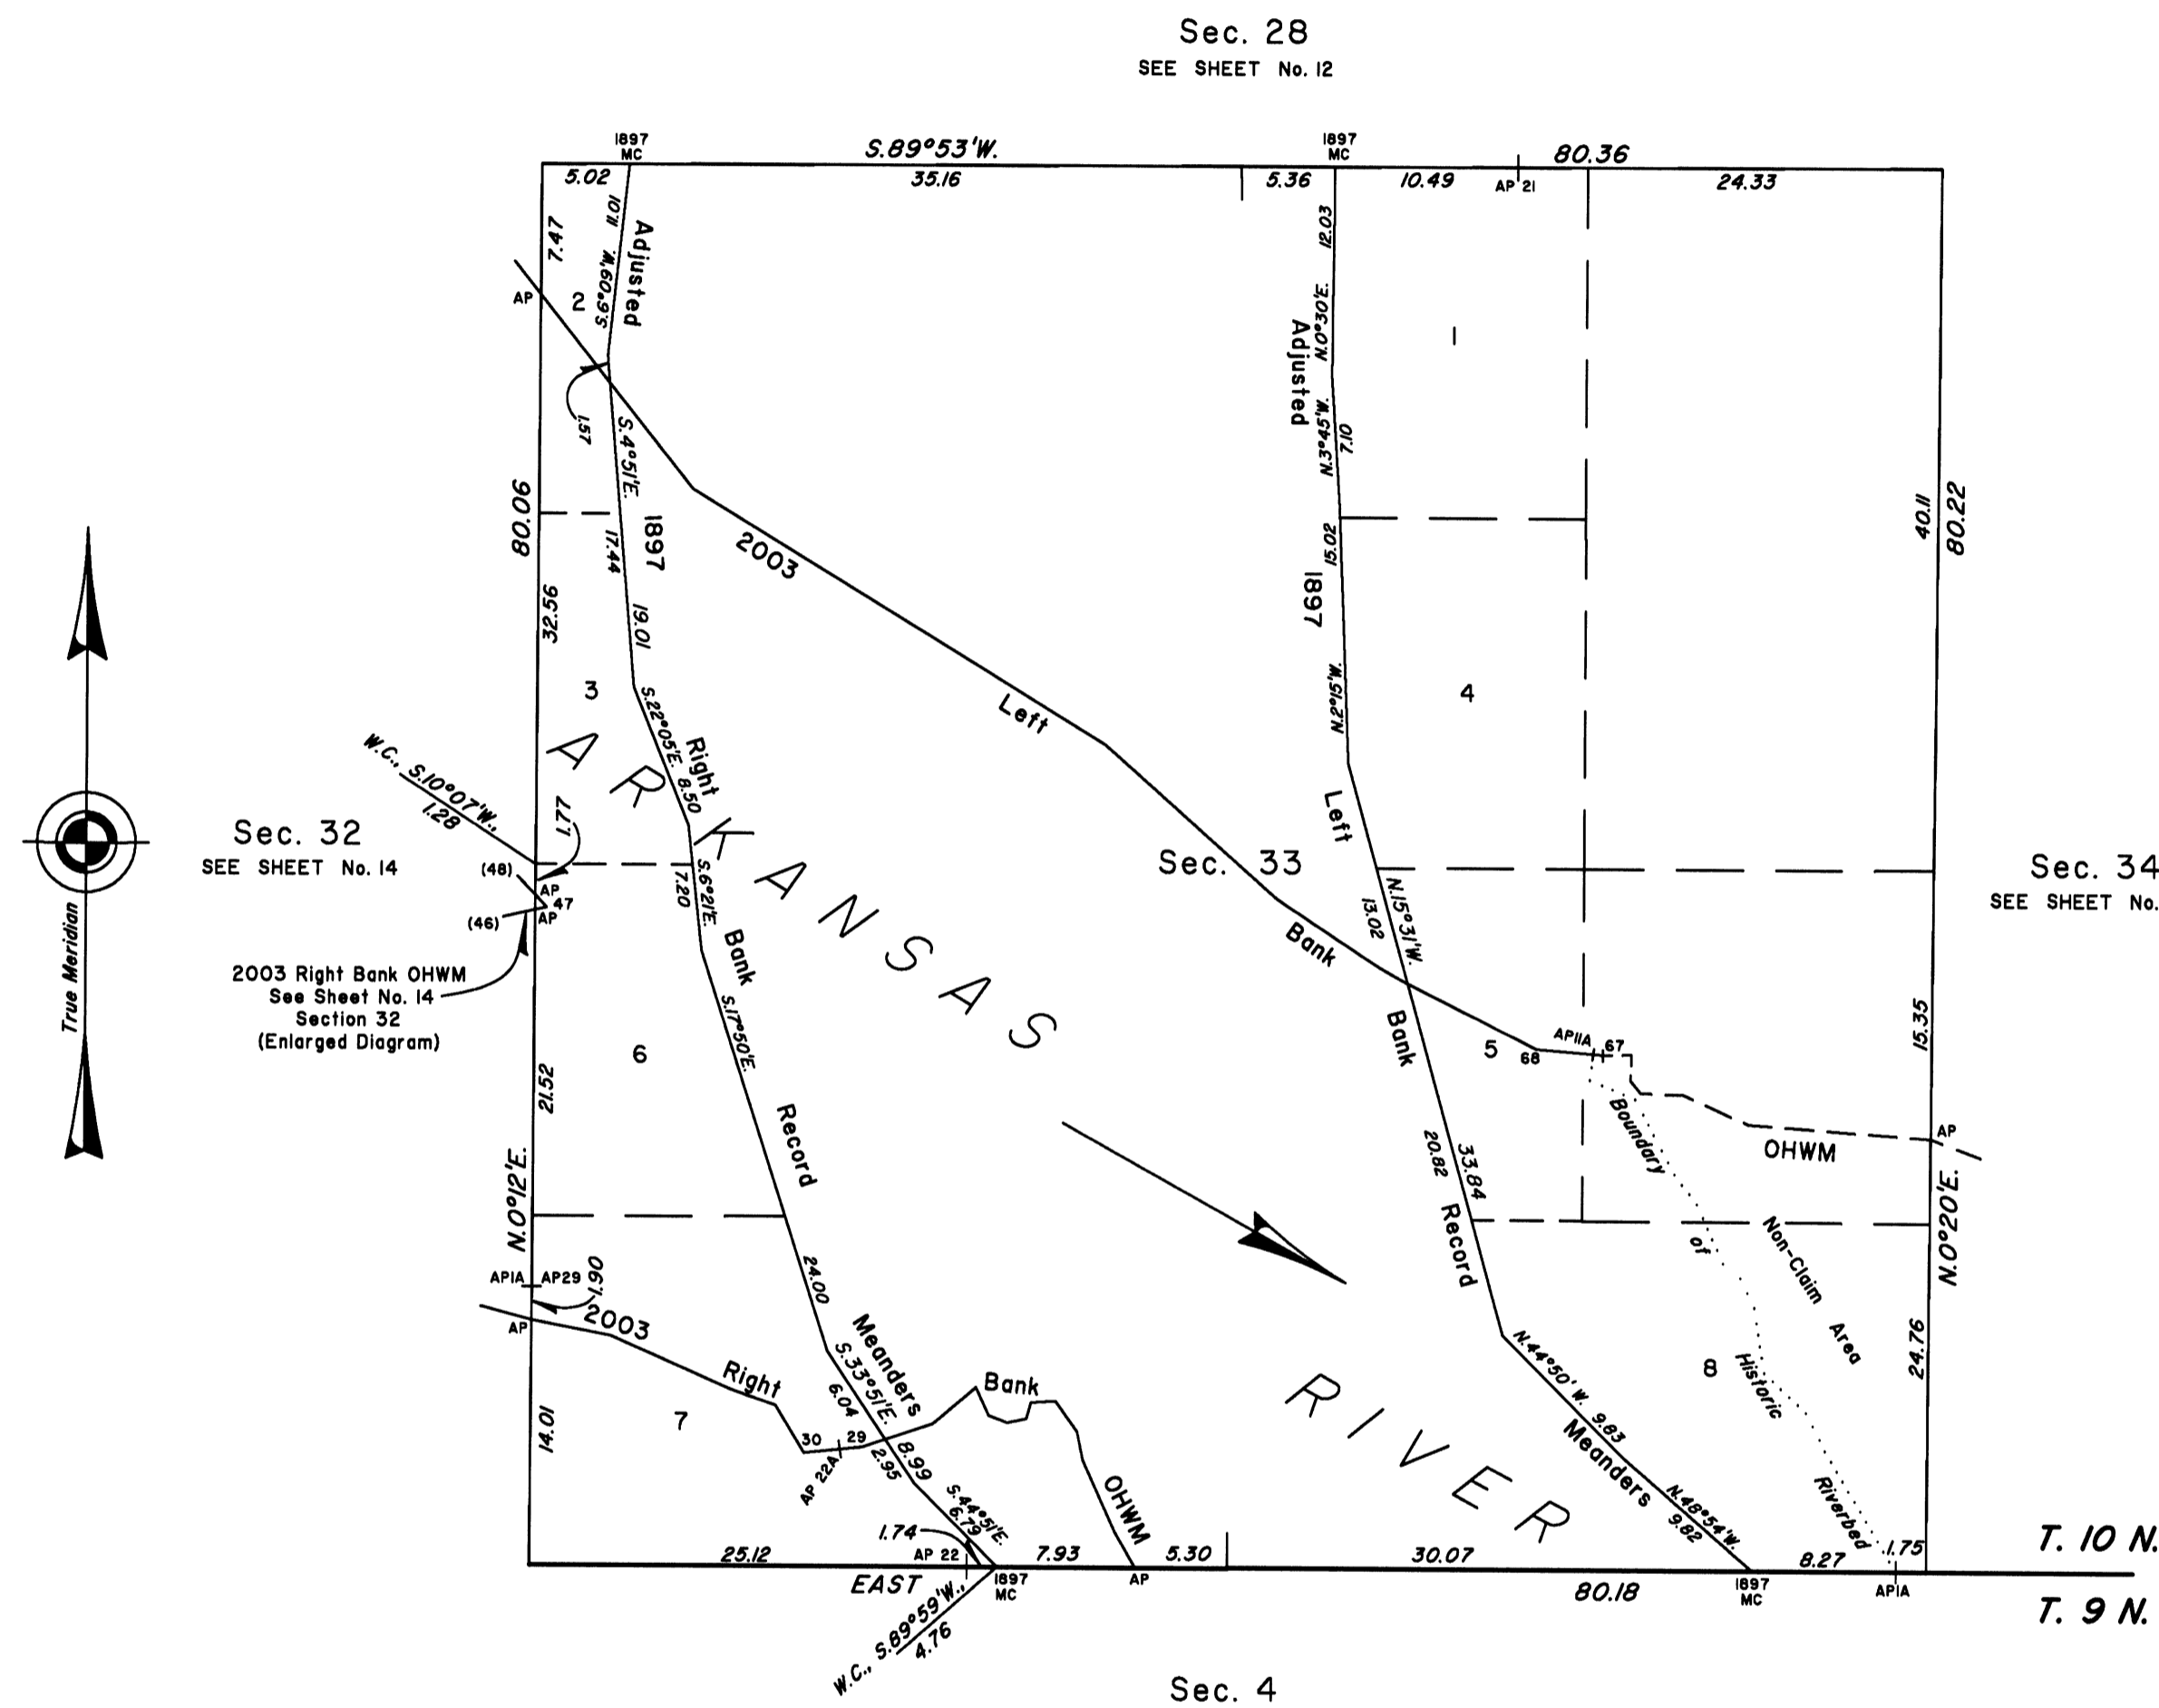 Sec. 28
SEE SHEET No. 12
1897
MC
S.89°53'W.
1897
MC
80.36
5.02
35.16
5.36
10.49
AP 21
24.33
7.47
10.11
S.6°09'W.
Adjusted
12.03
N.0°30'E.
Adjusted
AP
2
1
1.57
S.4°51'E.
N.3°45'W.
7.10
80.06
1897
17.44
2003
15.02
1897
40.11
80.22
32.56
19.01
3
S.22°05'E. 8.50
Right
Left
N.2°15'W.
4
W.C., S.10°07'W.,
1.28
ARKANSAS
1.77
Left
Sec. 32
SEE SHEET No. 14
(48)
AP
47
AP
(46)
7.20
S.6°21'E.
Bank
Sec. 33
Bank
13.02
N.15°31'W.
Sec. 34
SEE SHEET No.
True Meridian
2003 Right Bank OHWM
See Sheet No. 14
Section 32
(Enlarged Diagram)
S.17°50'E.
6
Bank
5
68
AP11A
67
15.35
21.52
Record
20.82
33.84
Boundary
OHWM
AP
N.0°12'E.
Record
of
Non-Claim
Area
N.0°20'E.
AP1A
AP29
1.90
24.00
AP
2003
Meanders
S.33°51'E.
Right
Bank
6.04
8.99
7
14.01
30
29
AP 22A
2.95
RIVER
N.44°50'W. 9.83
Meanders
8
Historic
24.76
S.44°51'E.
6.79
OHWM
N.48°54'W.
9.82
Riverbed
1.74
25.12
AP 22
7.93
5.30
30.07
8.27
1.75
T. 10 N.
EAST
1897
MC
AP
80.18
1897
MC
AP1A
T. 9 N.
W.C., S.89°59'W.,
4.76
Sec. 4